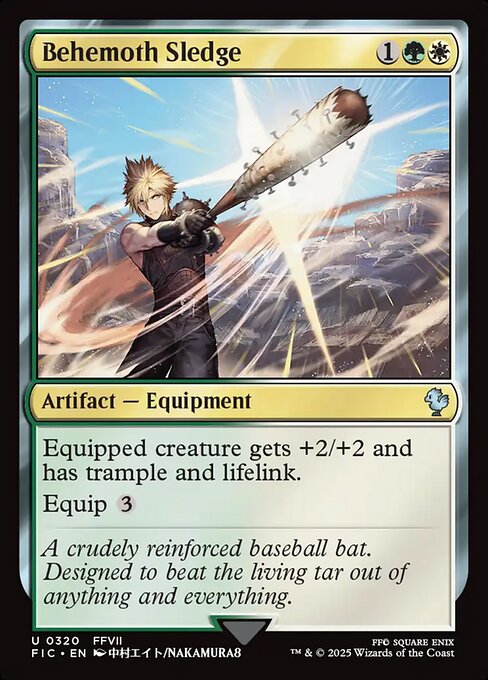 Behemoth Sledge 1
Artifact — Equipment
Equipped creature gets +2/+2 and
has trample and lifelink.
Equip 3
A crudely reinforced baseball bat.
Designed to beat the living tar out of
anything and everything.
U 0320 FFVII
FIC • EN 中村エイト/NAKAMURA8
FF© SQUARE ENIX
™ & © 2025 Wizards of the Coast